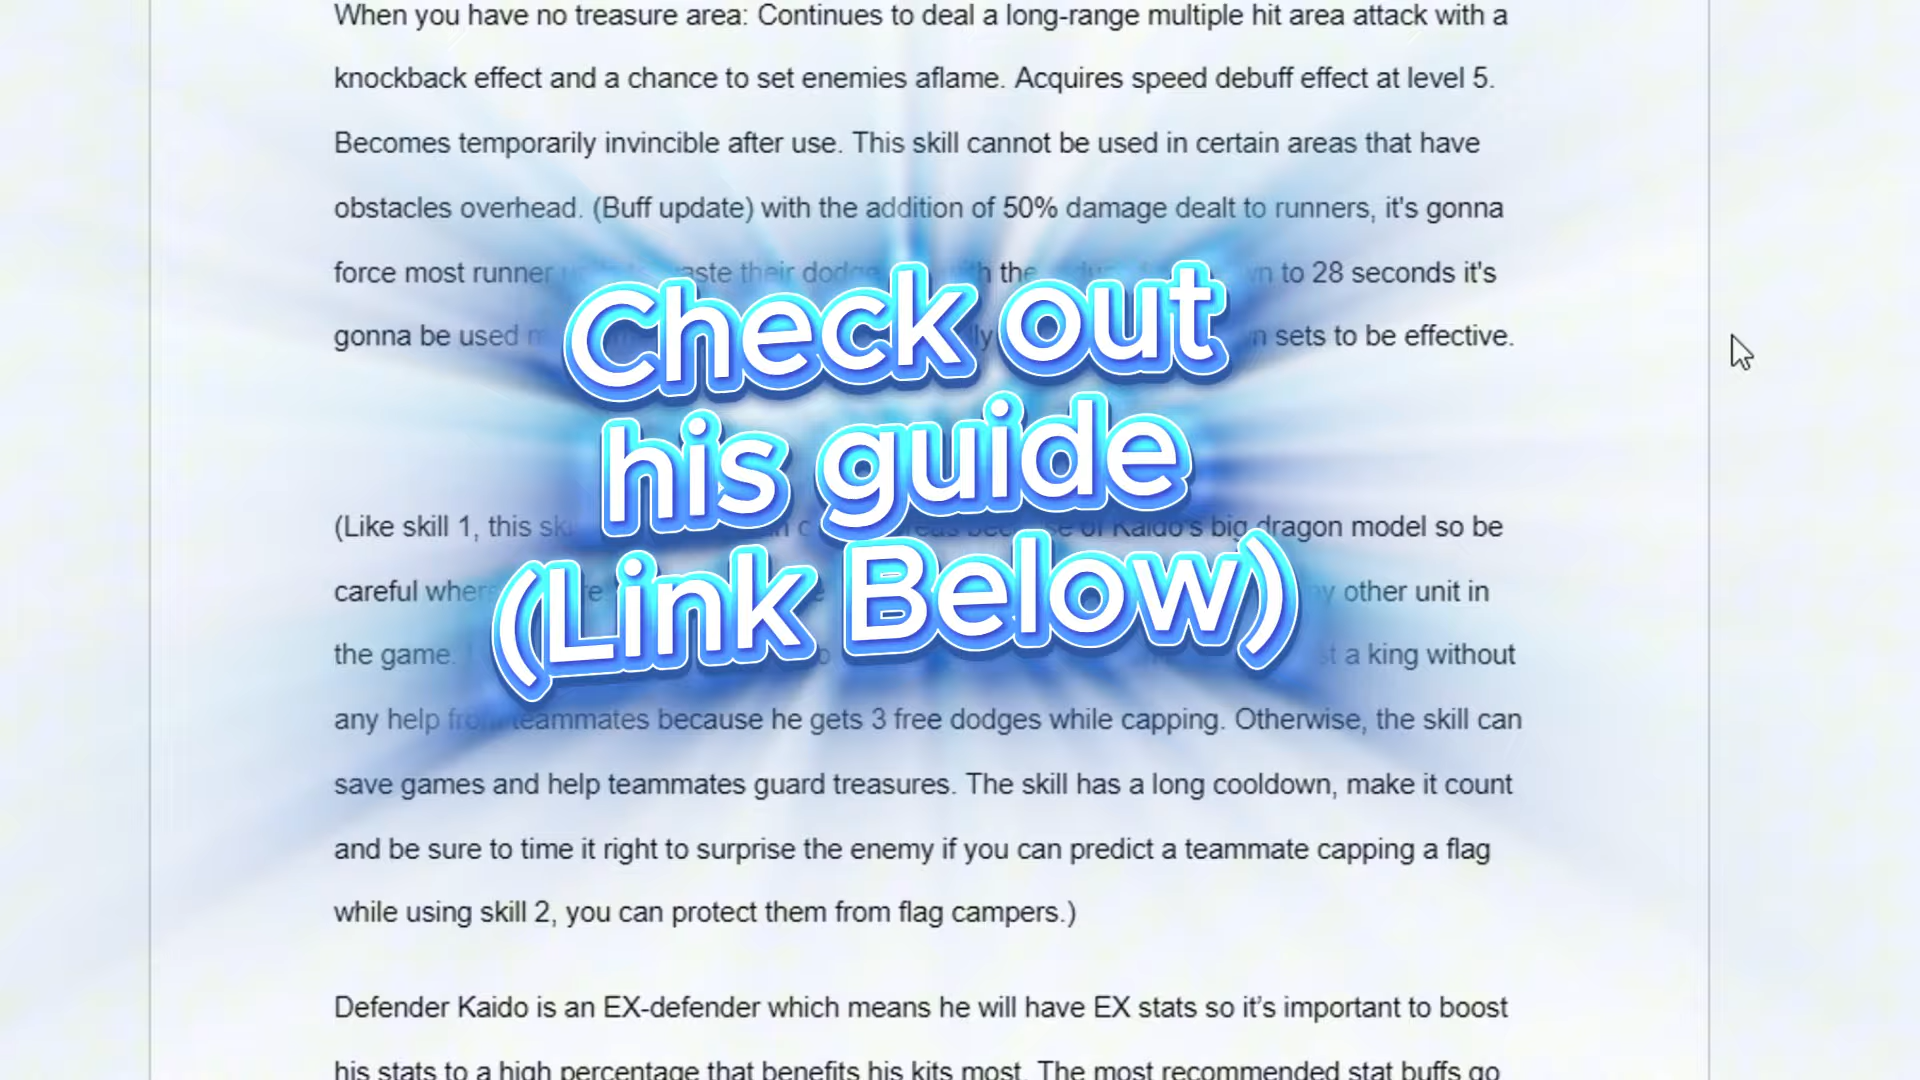 When you have no treasure area: Continues to deal a long-range multiple hit area attack with a
knockback effect and a chance to set enemies aflame. Acquires speed debuff effect at level 5.
Becomes temporarily invincible after use. This skill cannot be used in certain areas that have
obstacles overhead. (Buff update) with the addition of 50% damage dealt to runners, it's gonna
force most runner their dodge the to 28 seconds it's
gonna be used sets to be effective.
Check out
his guide
(Link Below)
(Like skill 1, this of Kaido's big dragon model so be
careful other unit in
the game. a king without
any help from teammates because he gets 3 free dodges while capping. Otherwise, the skill can
save games and help teammates guard treasures. The skill has a long cooldown, make it count
and be sure to time it right to surprise the enemy if you can predict a teammate capping a flag
while using skill 2, you can protect them from flag campers.)
Defender Kaido is an EX-defender which means he will have EX stats so it's important to boost
his stats to a high percentage that benefits his kits most. The most recommended stat buffs go